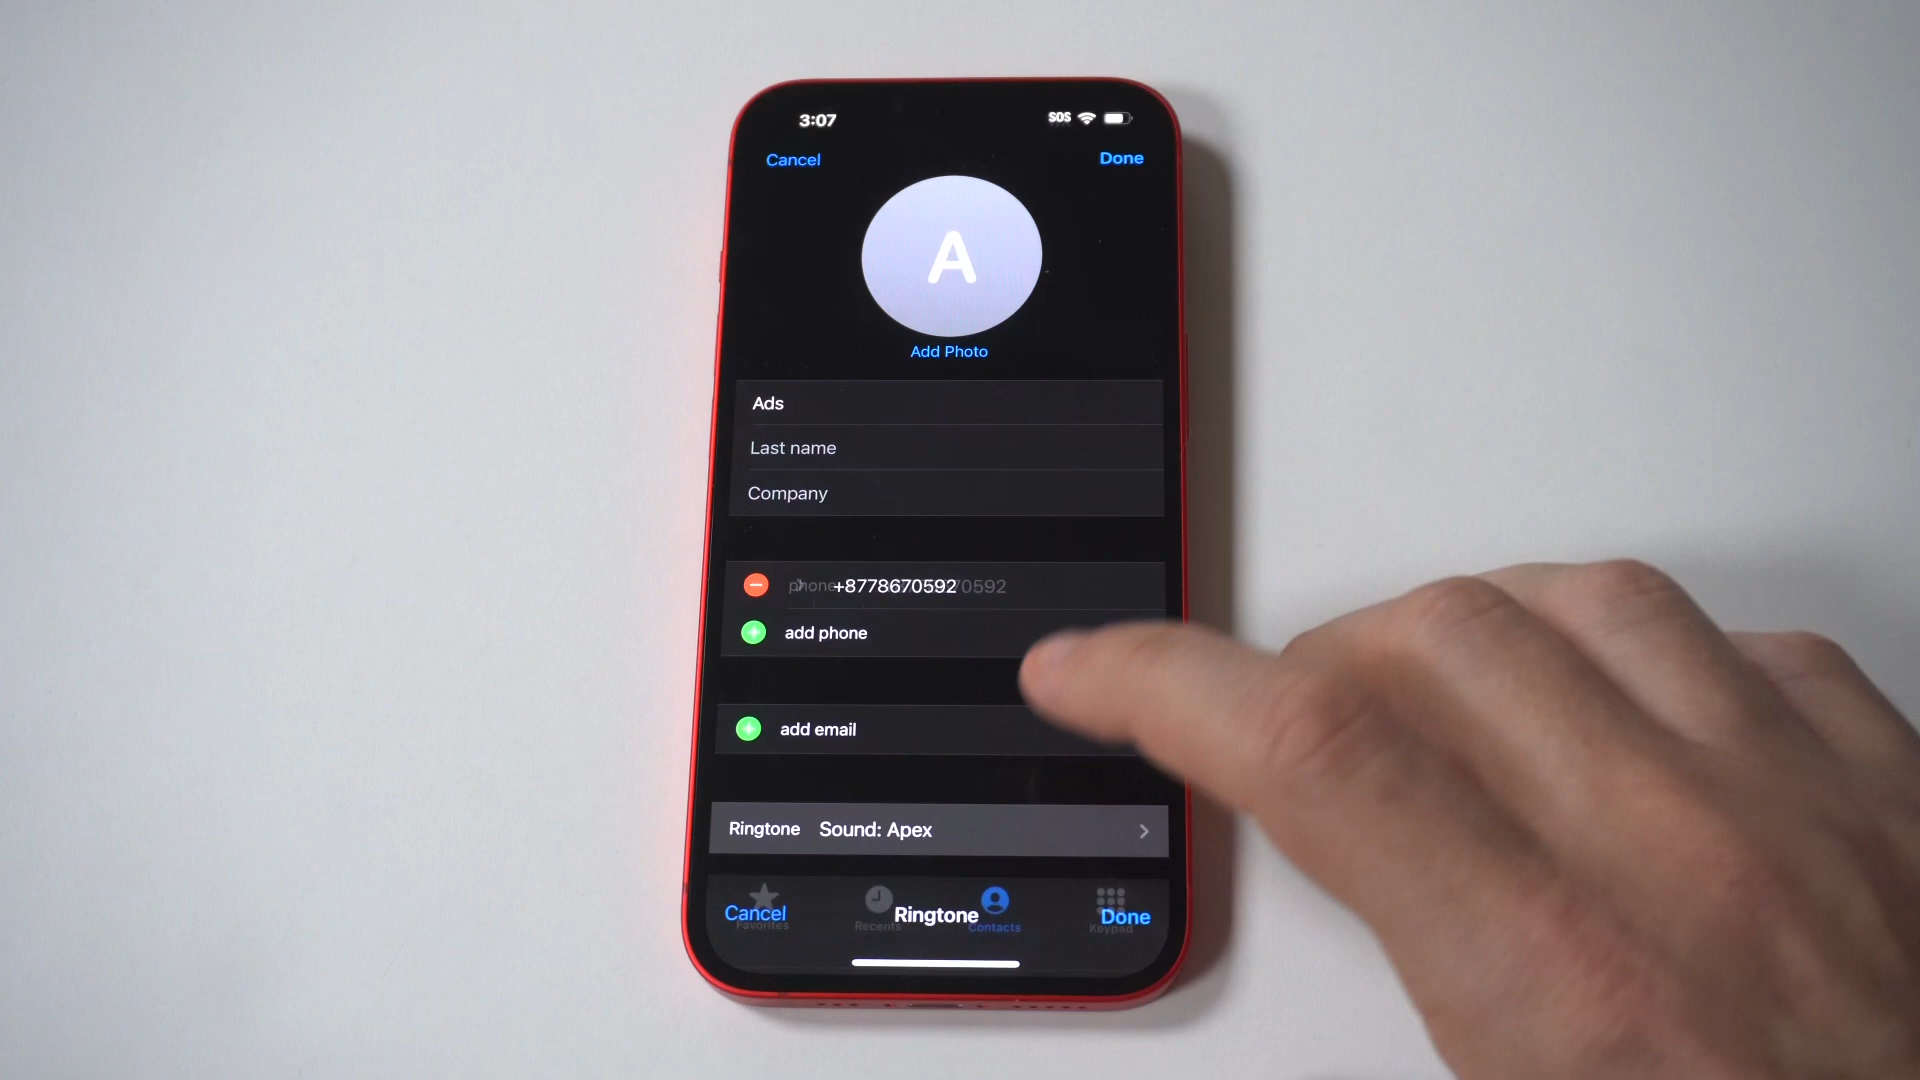 3:07 SOS
Cancel Done
A
Add Photo
Ads
Last name
Company
phone +8778670592 70592
add phone
add email
Ringtone Sound: Apex
Cancel Ringtone Done
Favorites Recents Contacts Keypad